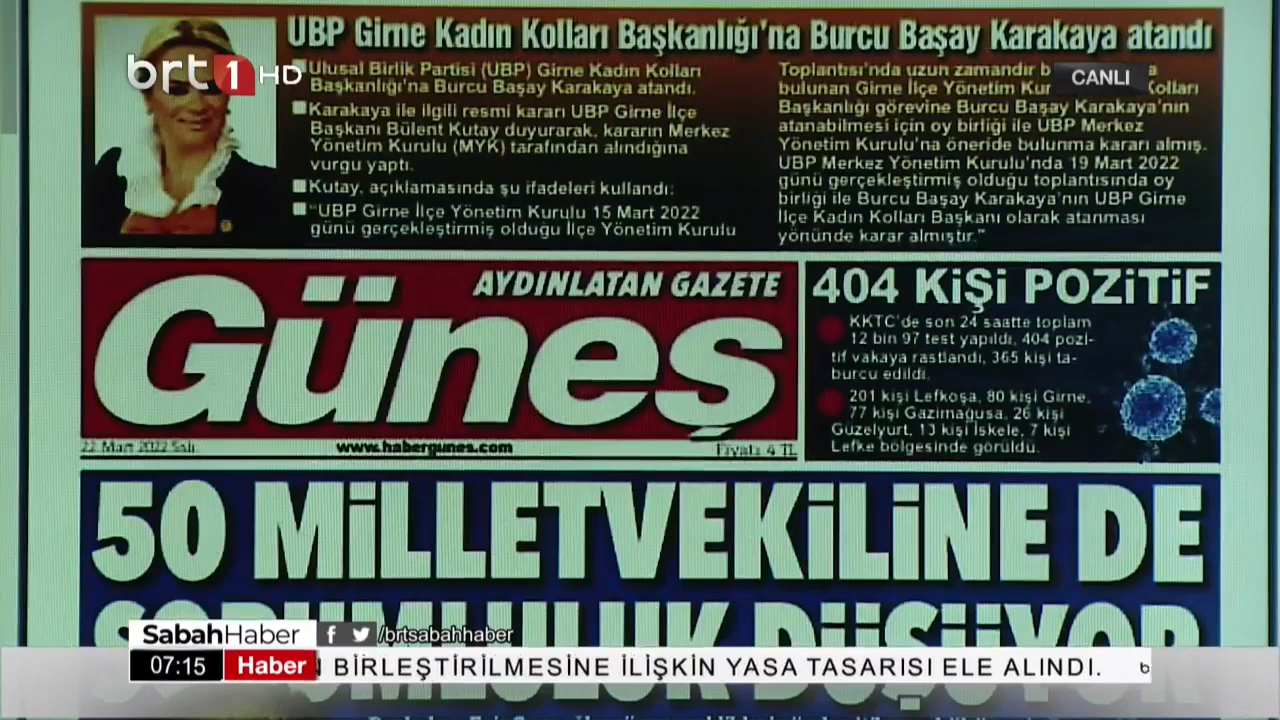 UBP Girne Kadın Kolları Başkanlığı'na Burcu Başay Karakaya atandı
brt 1 HD
CANLI
Ulusal Birlik Partisi (UBP) Girne Kadın Kolları
Başkanlığı'na Burcu Başay Karakaya atandı.
Karakaya ile ilgili resmi kararı UBP Girne İlçe
Başkanı Bülent Kutay duyurarak, kararın Merkez
Yönetim Kurulu (MYK) tarafından alındığına
vurgu yaptı.
Kutay, açıklamasında şu ifadeleri kullandı:
"UBP Girne İlçe Yönetim Kurulu 15 Mart 2022
günü gerçekleştirmiş olduğu İlçe Yönetim Kurulu
Toplantısı'nda uzun zamandır
bulunan Girne İlçe Yönetim Kolları
Başkanlığı görevine Burcu Başay Karakaya'nın
atanabilmesi için oy birliği ile UBP Merkez
Yönetim Kurulu'na öneride bulunma kararı almış.
UBP Merkez Yönetim Kurulu'nda 19 Mart 2022
günü gerçekleştirmiş olduğu toplantısında oy
birliği ile Burcu Başay Karakaya'nın UBP Girne
İlçe Kadın Kolları Başkanı olarak atanması
yönünde karar almıştır."
AYDINLATAN GAZETE
Güneş
22 Mart 2022 Salı
www.habergunes.com
Fiyatı 4 TL
404 KİŞİ POZİTİF
KKTC'de son 24 saatte toplam
12 bin 97 test yapıldı, 404 pozi-
tif vakaya rastlandı, 365 kişi ta-
burcu edildi.
201 kişi Lefkoşa, 80 kişi Girne,
77 kişi Gazimağusa, 26 kişi
Güzelyurt, 13 kişi İskele, 7 kişi
Lefke bölgesinde görüldü.
50 MİLLETVEKİLİNE DE
SORUMLULUK DÜŞÜYOR
SabahHaber
/brtsabahhaber
07:15
Haber
BİRLEŞTİRİLMESİNE İLİŞKİN YASA TASARISI ELE ALINDI.